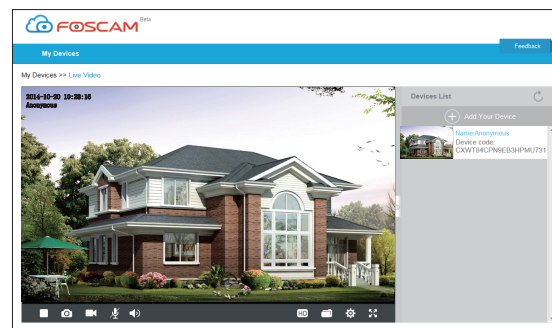 FOSCAM Beta
Feedback
My Devices
My Devices >> Live Video
2014-10-20 10:28:16
Anonymous
HD
Devices List
Add Your Device
Name:Anonymous
Device code:
CXWT84CPN9EB3HPMU731